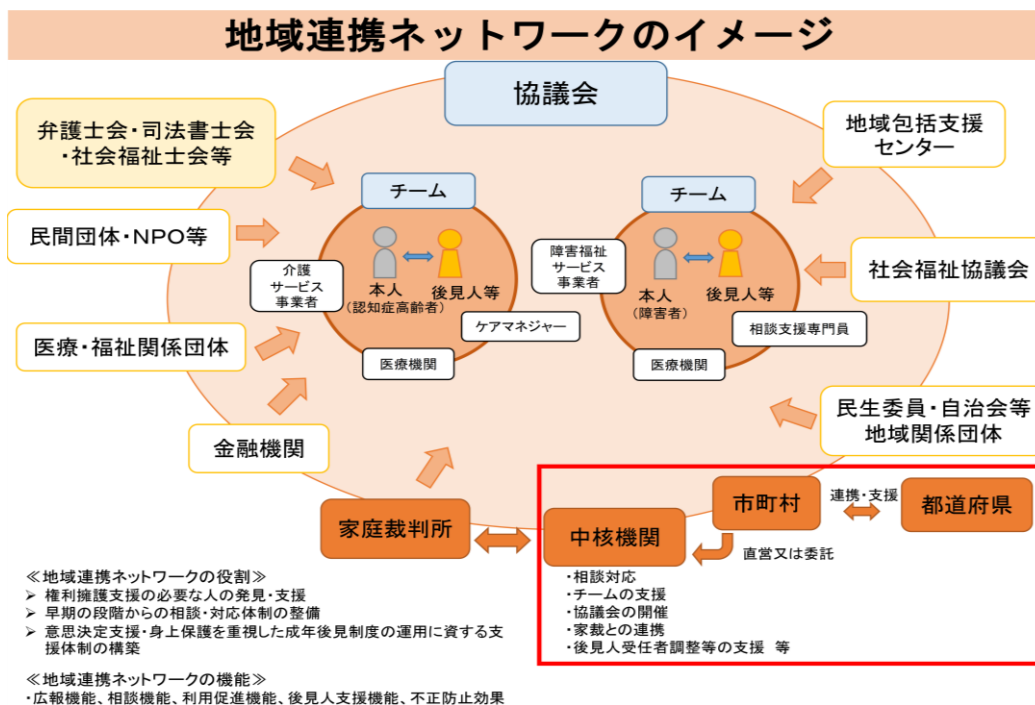 地域連携ネットワークのイメージ
協議会
弁護士会・司法書士会
・社会福祉士会等
民間団体・NPO等
医療・福祉関係団体
金融機関
地域包括支援
センター
社会福祉協議会
民生委員・自治会等
地域関係団体
チーム
介護
サービス
事業者
本人
(認知症高齢者)
後見人等
ケアマネジャー
医療機関
チーム
障害福祉
サービス
事業者
本人
(障害者)
後見人等
相談支援専門員
医療機関
家庭裁判所
中核機関
市町村
連携・支援
都道府県
直営又は委託
・相談対応
・チームの支援
・協議会の開催
・家裁との連携
・後見人受任者調整等の支援 等
≪地域連携ネットワークの役割≫
➢ 権利擁護支援の必要な人の発見・支援
➢ 早期の段階からの相談・対応体制の整備
➢ 意思決定支援・身上保護を重視した成年後見制度の運用に資する支
援体制の構築
≪地域連携ネットワークの機能≫
・広報機能、相談機能、利用促進機能、後見人支援機能、不正防止効果